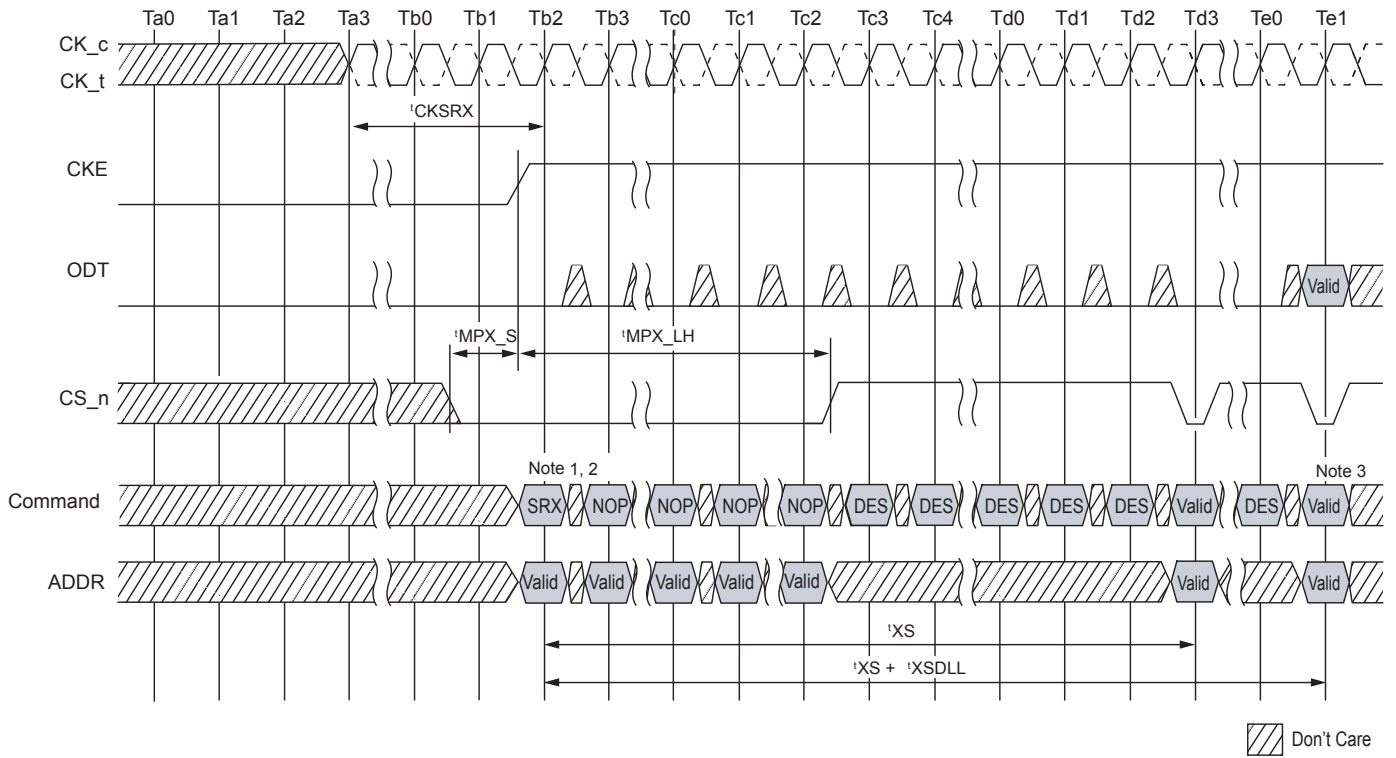 Ta0 Ta1 Ta2 Ta3 Tb0 Tb1 Tb2 Tb3 Tc0 Tc1 Tc2 Tc3 Tc4 Td0 Td1 Td2 Td3 Te0 Te1
CK_c
CK_t
tCKSRX
CKE
ODT
Valid
tMPX_S tMPX_LH
CS_n
Note 1, 2 Note 3
Command SRX NOP NOP NOP NOP DES DES DES DES DES Valid DES Valid
ADDR Valid Valid Valid Valid Valid Valid Valid
tXS
tXS + tXSDLL
Don't Care